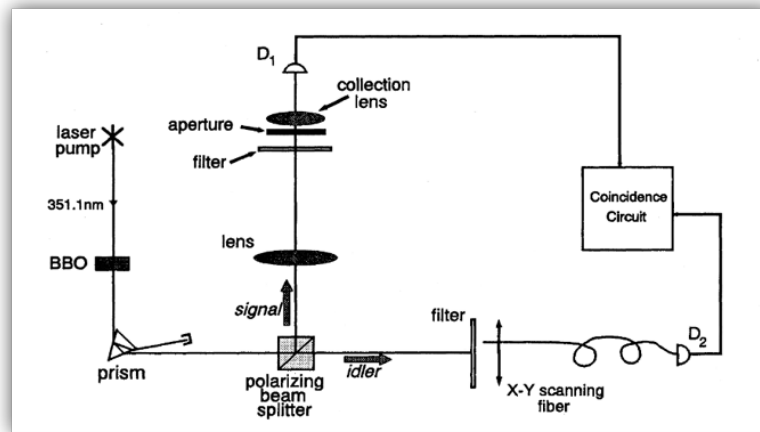 D1
collection
lens
aperture
laser
pump
filter
351.1nm
Coincidence
Circuit
lens
BBO
signal
filter
D2
prism
idler
polarizing
beam
splitter
X-Y scanning
fiber